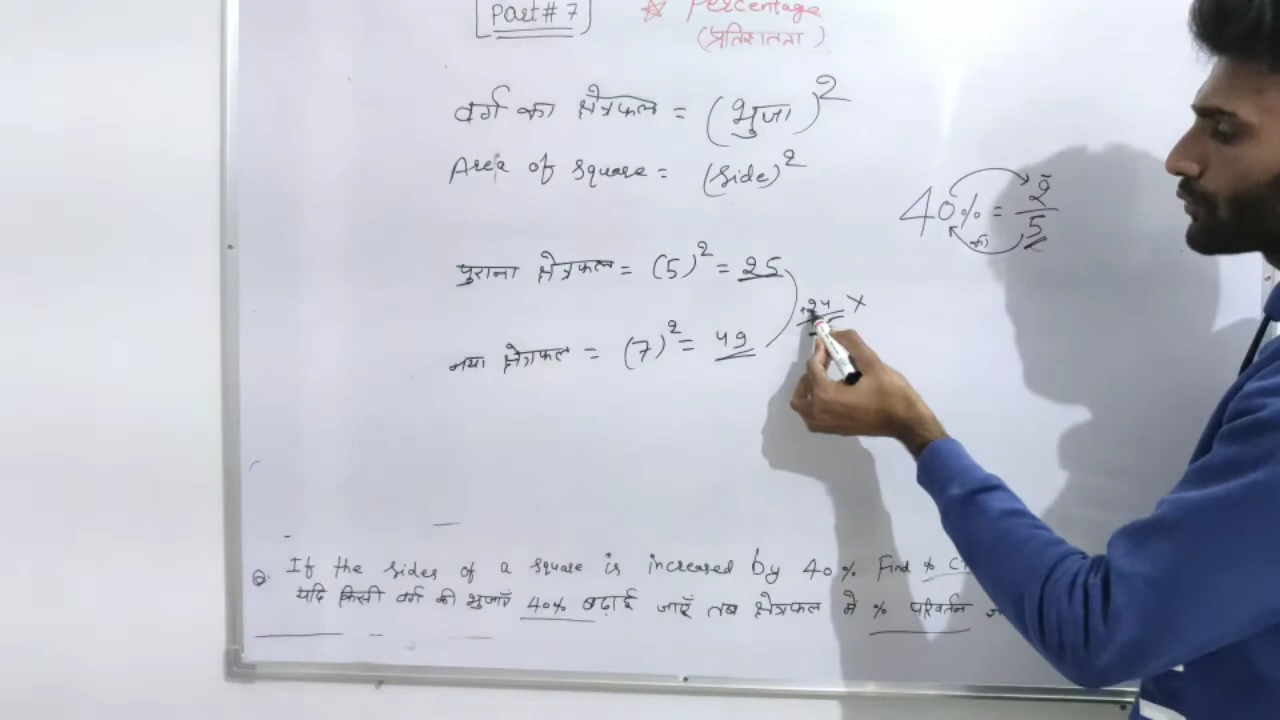 Part # 7
☆ Percentage
(प्रतिशतता)
वर्ग का क्षेत्रफल = (भुजा)²
Area of square = (side)²
40% = 2/5
को
पुराना क्षेत्रफल = (5)² = 25
24 X
नया क्षेत्रफल = (7)² = 49
Q. If the sides of a square is increased by 40% Find %
यदि किसी वर्ग की भुजाएँ 40% बढ़ाई जाएँ तब क्षेत्रफल में % परिवर्तन